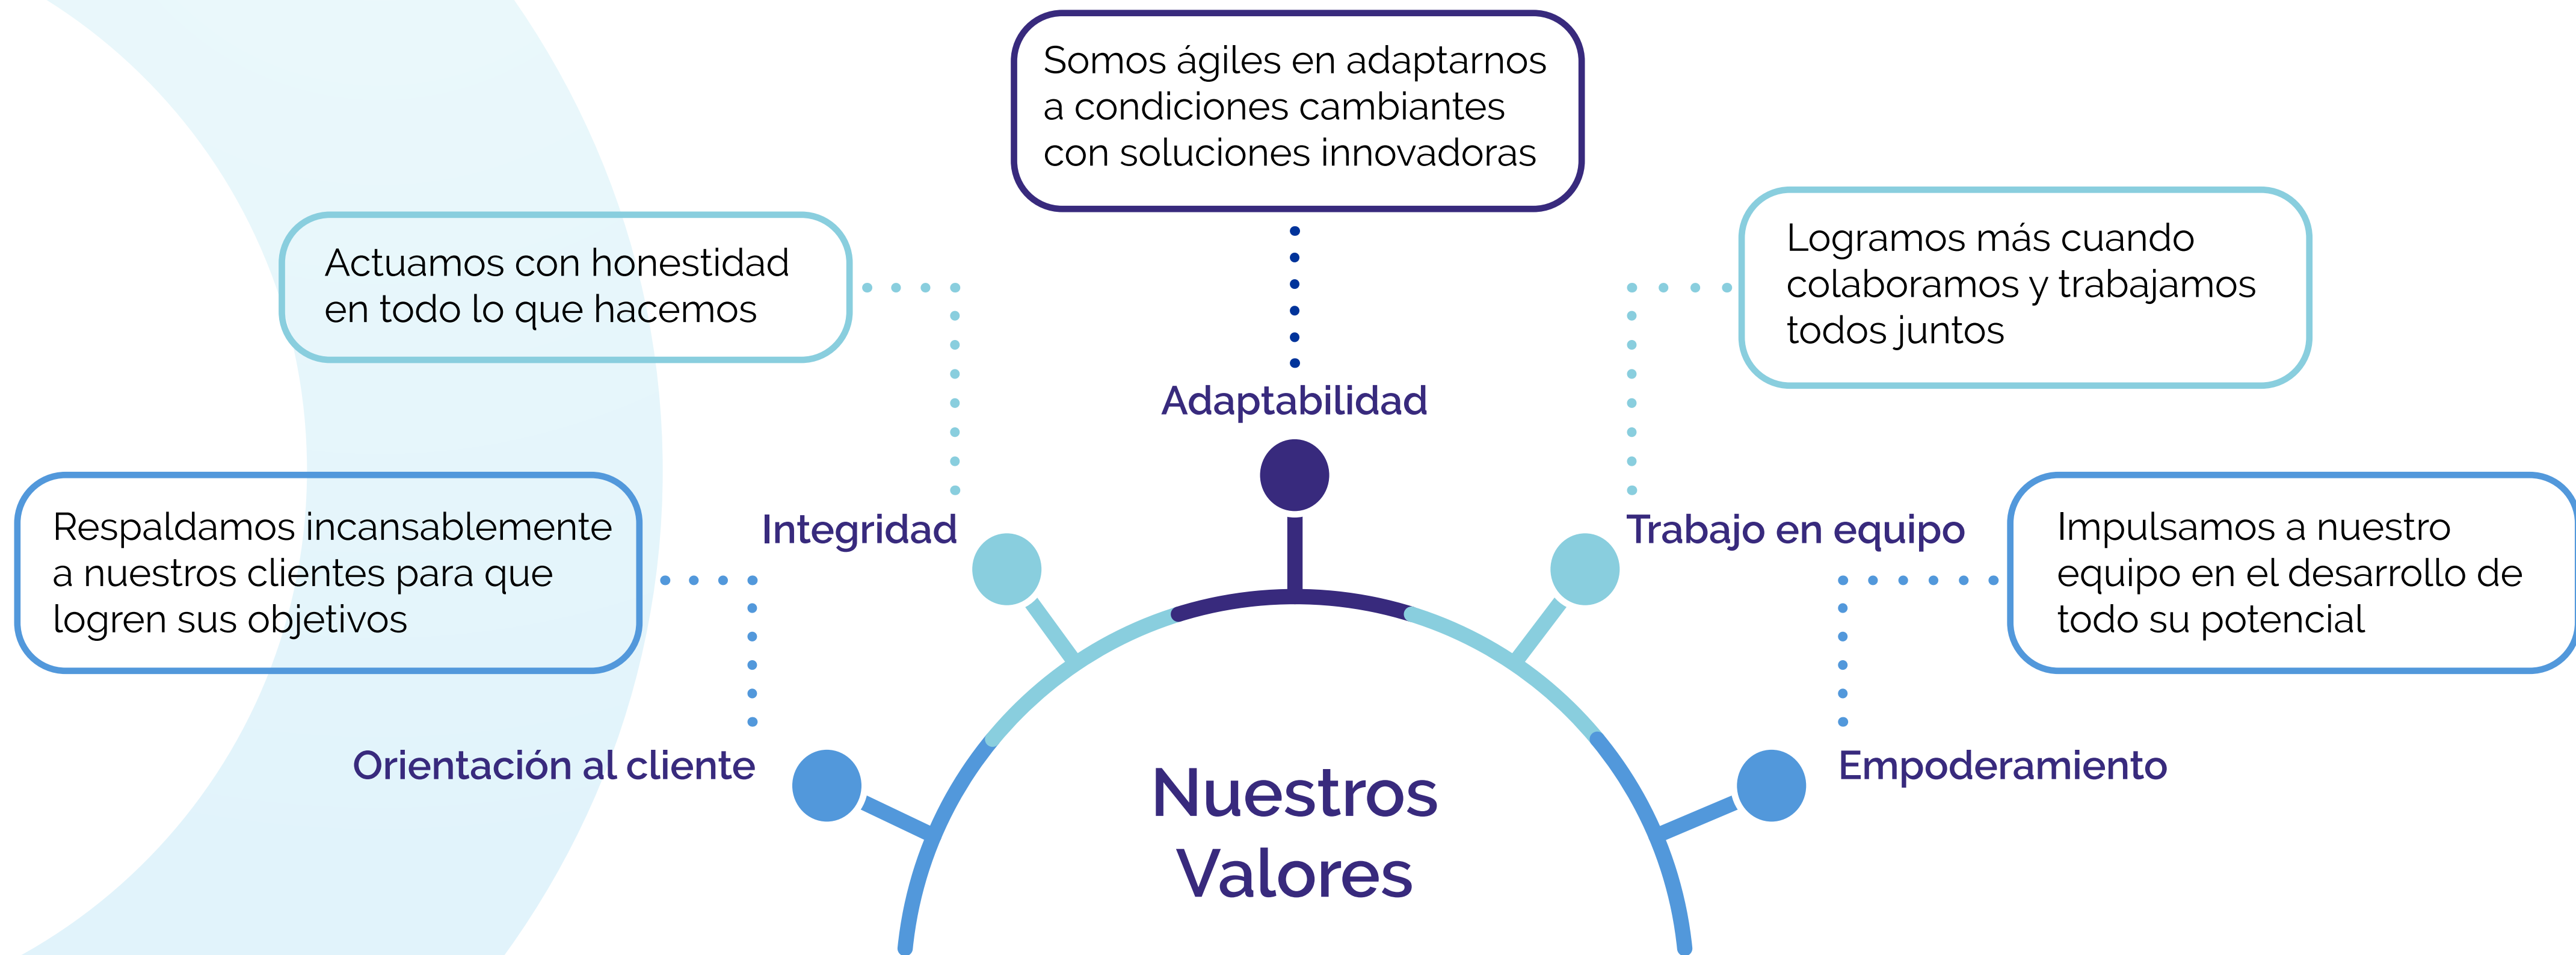 Somos ágiles en adaptarnos
a condiciones cambiantes
con soluciones innovadoras
Adaptabilidad
Actuamos con honestidad
en todo lo que hacemos
Integridad
Logramos más cuando
colaboramos y trabajamos
todos juntos
Trabajo en equipo
Respaldamos incansablemente
a nuestros clientes para que
logren sus objetivos
Orientación al cliente
Impulsamos a nuestro
equipo en el desarrollo de
todo su potencial
Empoderamiento
Nuestros
Valores